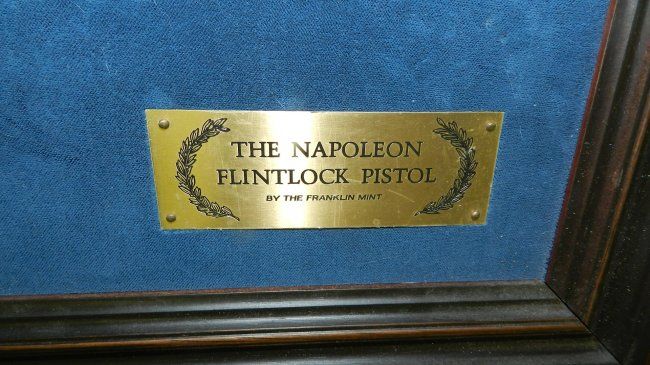 THE NAPOLEON
FLINTLOCK PISTOL
BY THE FRANKLIN MINT